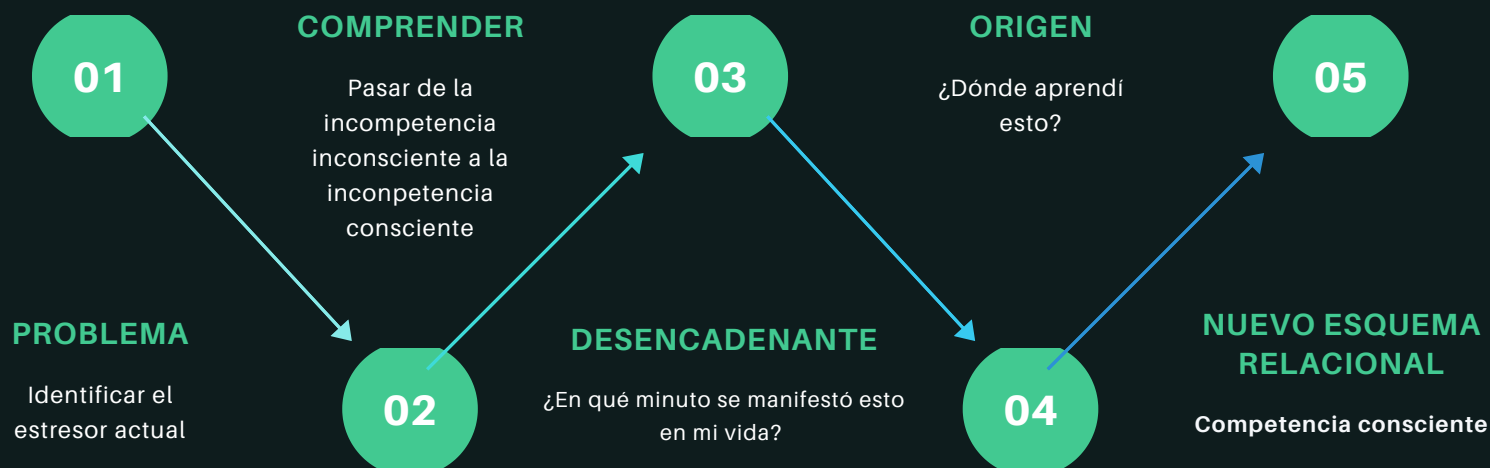 01
PROBLEMA
Identificar el
estresor actual
COMPRENDER
Pasar de la
incompetencia
inconsciente a la
inconpetencia
consciente
02
03
DESENCADENANTE
¿En qué minuto se manifestó esto
en mi vida?
ORIGEN
¿Dónde aprendí
esto?
04
05
NUEVO ESQUEMA
RELACIONAL
Competencia consciente